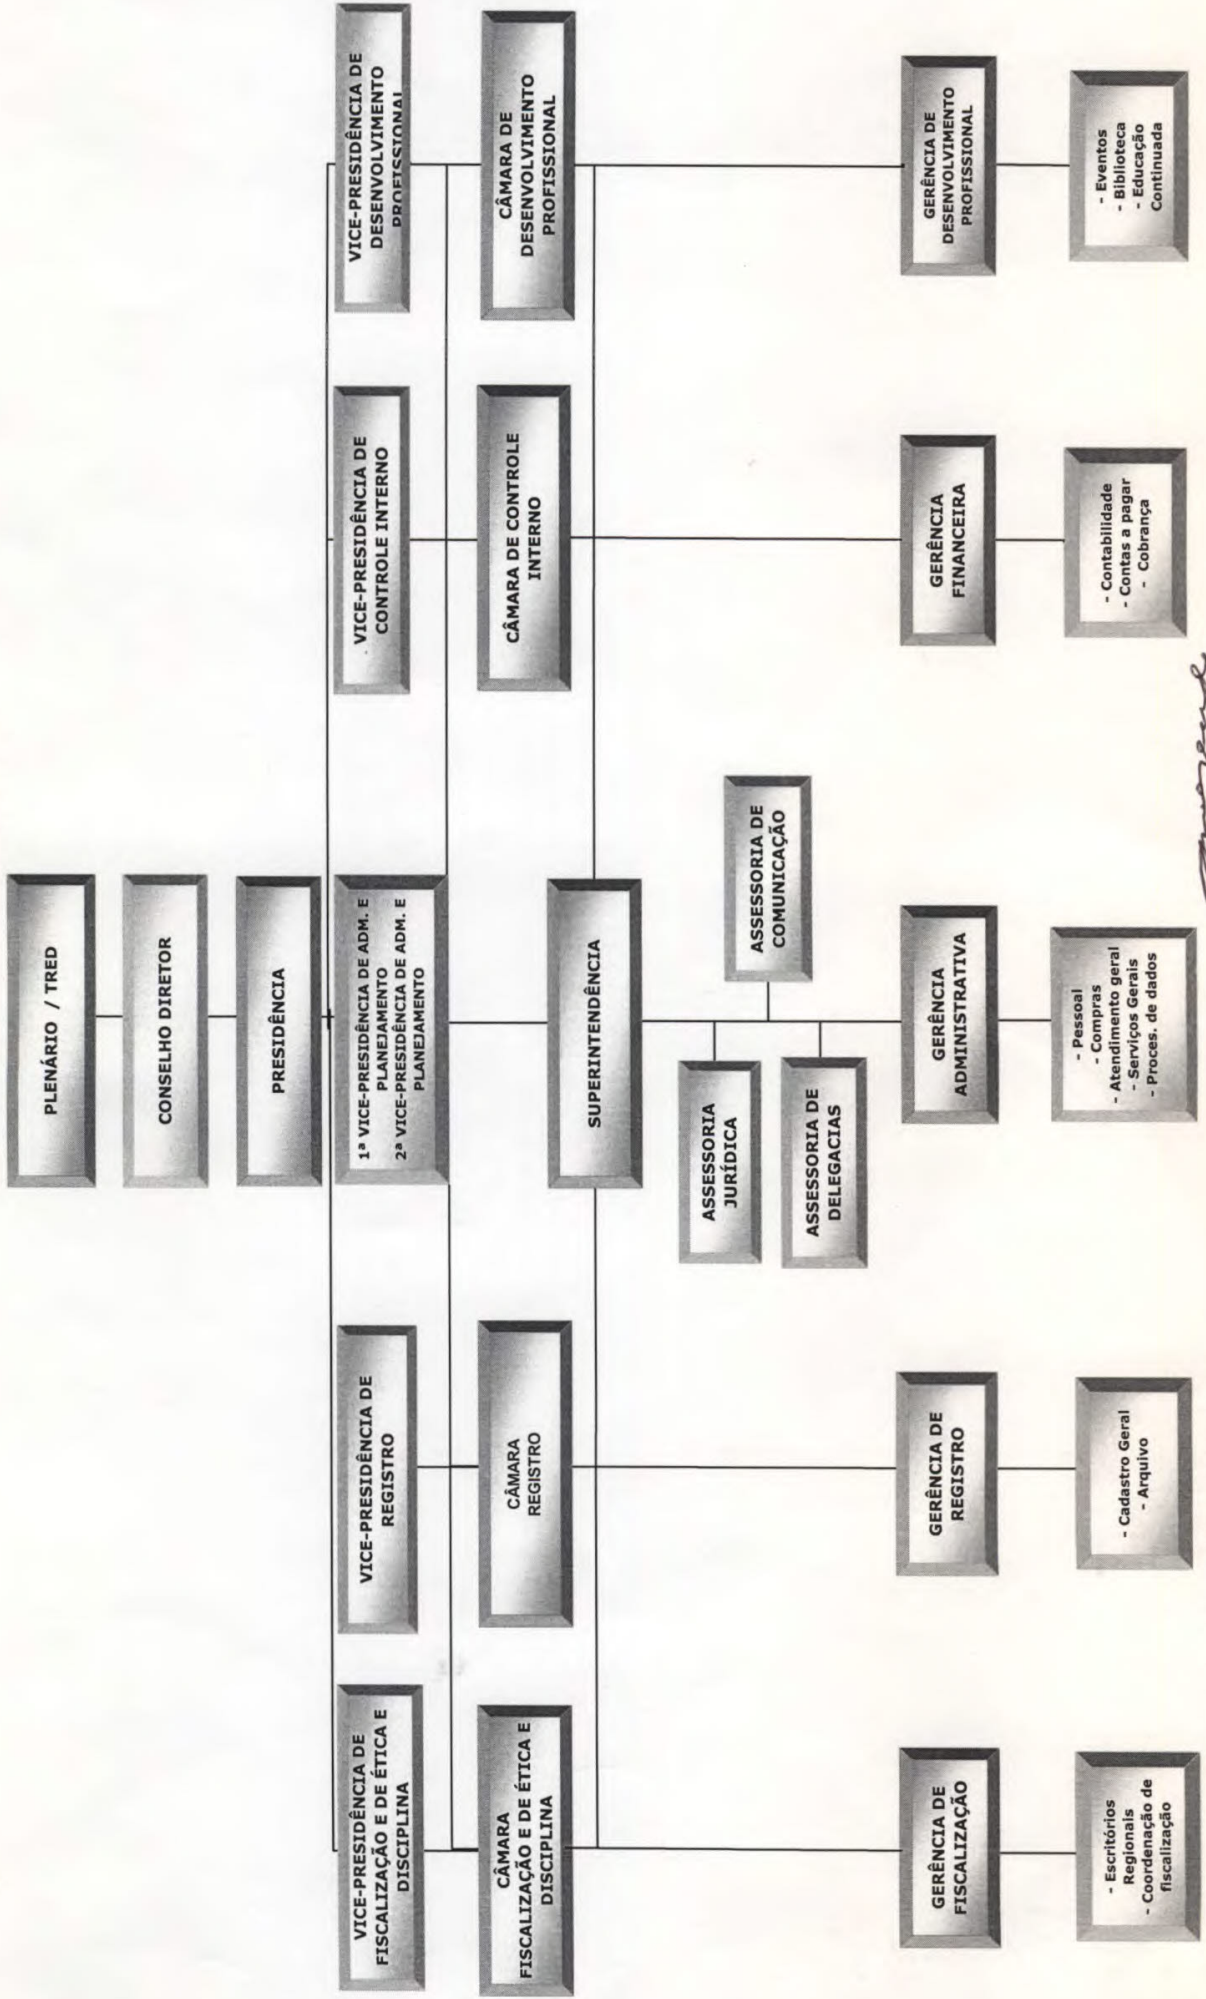 PLENÁRIO / TRED
CONSELHO DIRETOR
PRESIDÊNCIA
VICE-PRESIDÊNCIA DE
FISCALIZAÇÃO E DE ÉTICA E
DISCIPLINA
VICE-PRESIDÊNCIA DE
REGISTRO
1ª VICE-PRESIDÊNCIA DE ADM. E
PLANEJAMENTO
2ª VICE-PRESIDÊNCIA DE ADM. E
PLANEJAMENTO
VICE-PRESIDÊNCIA DE
CONTROLE INTERNO
VICE-PRESIDÊNCIA DE
DESENVOLVIMENTO
PROFISSIONAL
CÂMARA
FISCALIZAÇÃO E DE ÉTICA E
DISCIPLINA
CÂMARA
REGISTRO
CÂMARA DE CONTROLE
INTERNO
CÂMARA DE
DESENVOLVIMENTO
PROFISSIONAL
SUPERINTENDÊNCIA
ASSESSORIA
JURÍDICA
ASSESSORIA DE
COMUNICAÇÃO
ASSESSORIA DE
DELEGACIAS
GERÊNCIA DE
FISCALIZAÇÃO
GERÊNCIA DE
REGISTRO
GERÊNCIA
ADMINISTRATIVA
GERÊNCIA
FINANCEIRA
GERÊNCIA DE
DESENVOLVIMENTO
PROFISSIONAL
- Escritórios
Regionais
- Coordenação de
fiscalização
- Cadastro Geral
- Arquivo
- Pessoal
- Compras
- Atendimento geral
- Serviços Gerais
- Proces. de dados
- Contabilidade
- Contas a pagar
- Cobrança
- Eventos
- Biblioteca
- Educação
Continuada